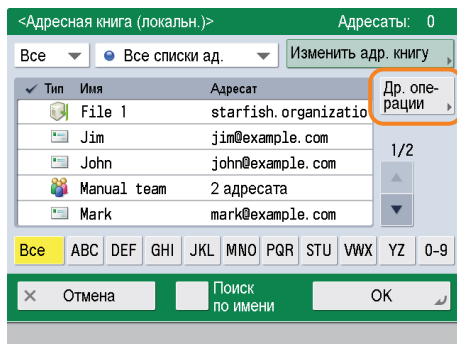 <Адресная книга (локальн.)> Адресаты: 0
Все Все списки ад. Изменить адр. книгу
Тип Имя Адресат Др. опе-
рации
File 1 starfish.organizatio
Jim jim@example.com
1/2
John john@example.com
Manual team 2 адресата
Mark mark@example.com
Все ABC DEF GHI JKL MNO PQR STU VWX YZ 0-9
Отмена Поиск
по имени OK